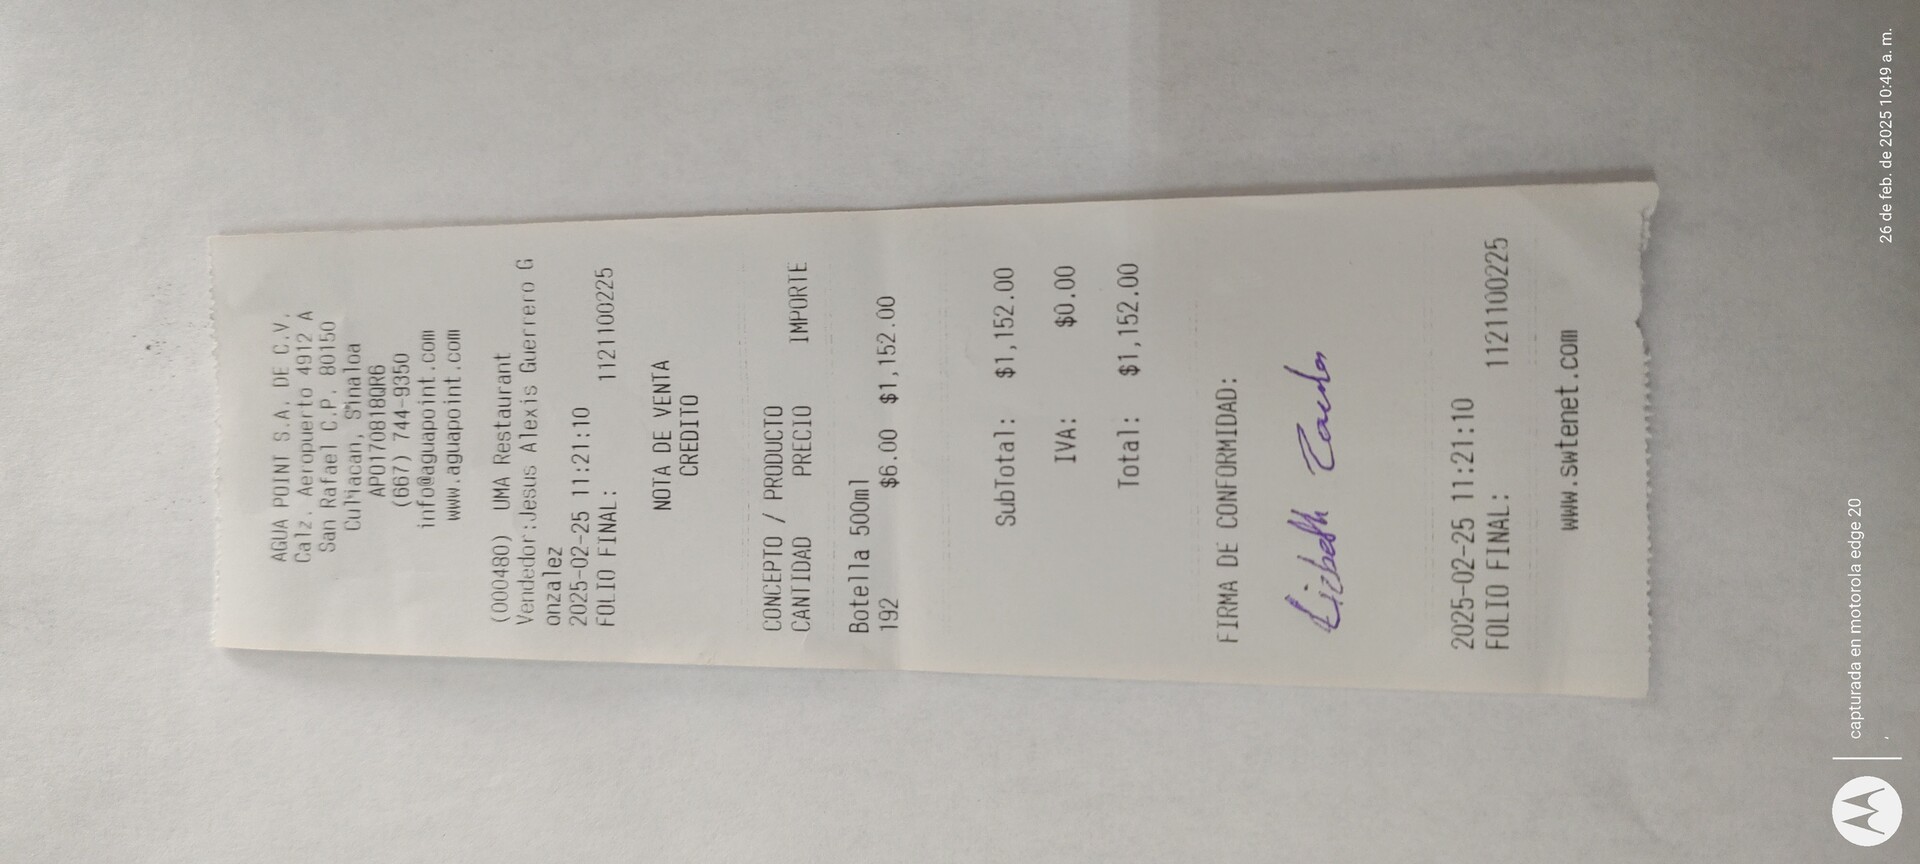 AGUA POINT S.A. DE C.V.
Calz. Aeropuerto 4912 A
San Rafael C.P. 80150
Culiacan, Sinaloa
APO170818QR6
(667) 744-9350
info@aguapoint.com
www.aguapoint.com
(000480) UMA Restaurant
Vendedor:Jesus Alexis Guerrero G
onzalez
2025-02-25 11:21:10
FOLIO FINAL: 1121100225
NOTA DE VENTA
CREDITO
CONCEPTO / PRODUCTO
CANTIDAD PRECIO IMPORTE
Botella 500ml
192 $6.00 $1,152.00
SubTotal: $1,152.00
IVA: $0.00
Total: $1,152.00
FIRMA DE CONFORMIDAD:
Lizbeth
2025-02-25 11:21:10
FOLIO FINAL: 1121100225
www.swtenet.com
capturada en motorola edge 20
26 de feb. de 2025 10:49 a. m.